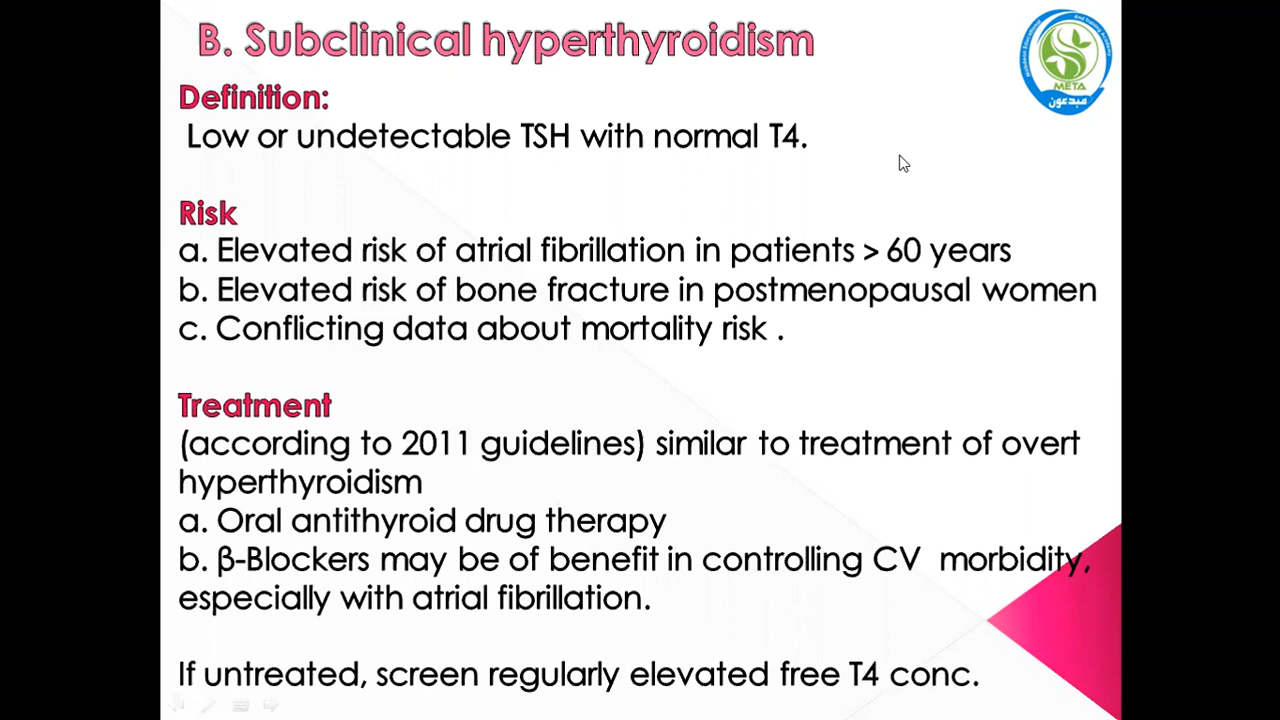 B. Subclinical hyperthyroidism
META
مبدعون
Definition:
Low or undetectable TSH with normal T4.
Risk
a. Elevated risk of atrial fibrillation in patients > 60 years
b. Elevated risk of bone fracture in postmenopausal women
c. Conflicting data about mortality risk .
Treatment
(according to 2011 guidelines) similar to treatment of overt
hyperthyroidism
a. Oral antithyroid drug therapy
b. β-Blockers may be of benefit in controlling CV  morbidity,
especially with atrial fibrillation.
If untreated, screen regularly elevated free T4 conc.